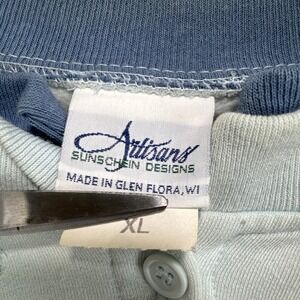 Artisans
SUNSCHEIN DESIGNS
MADE IN GLEN FLORA, WI
XL